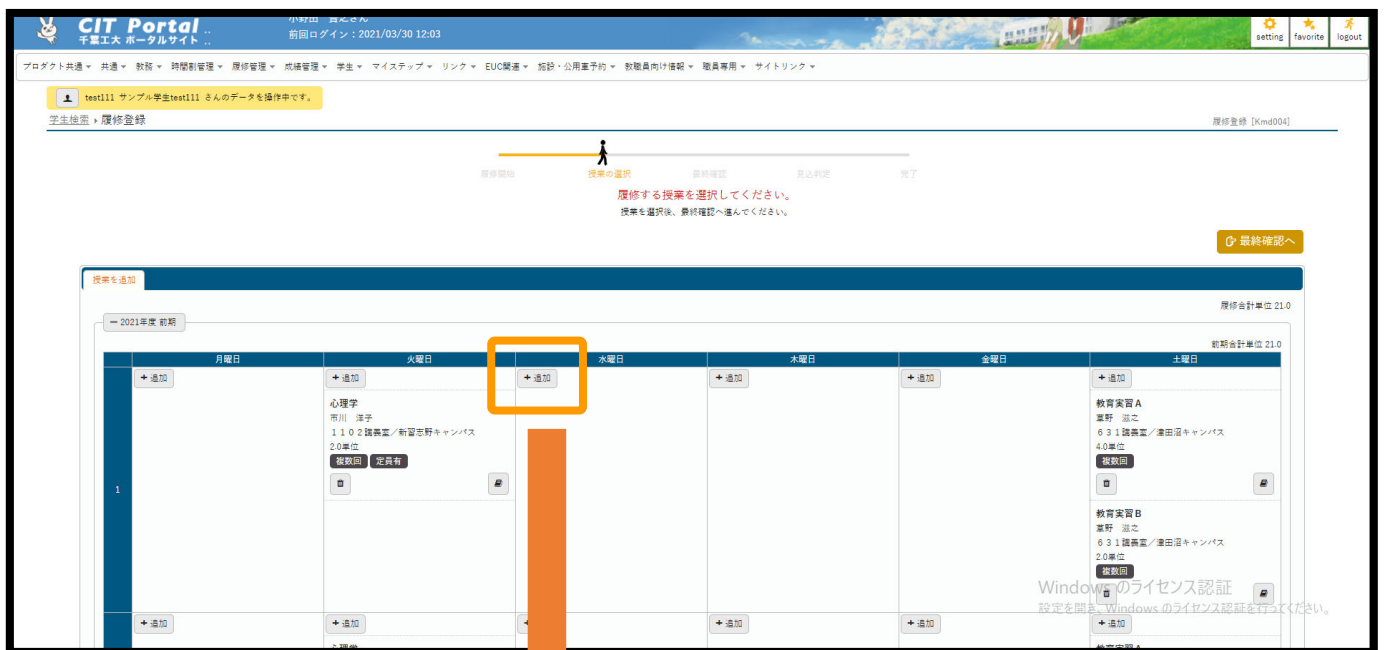 CIT Portal ..
千葉工大 ポータルサイト ..
前回ログイン：2021/03/30 12:03
setting favorite logout
プロダクト共通 共通 教務 時間割管理 履修管理 成績管理 学生 マイステップ リンク EUC関連 施設・公用車予約 教職員向け情報 職員専用 サイトリンク
test111 サンプル学生test111 さんのデータを操作中です。
学生検索 › 履修登録
履修登録 [Kmd004]
履修開始 授業の選択 最終確認 見込判定 完了
履修する授業を選択してください。
授業を選択後、最終確認へ進んでください。
最終確認へ
授業を追加
履修合計単位 21.0
2021年度 前期
前期合計単位 21.0
月曜日 火曜日 水曜日 木曜日 金曜日 土曜日
1
+ 追加 + 追加 + 追加 + 追加 + 追加 + 追加
心理学
市川 洋子
１１０２講義室／新習志野キャンパス
2.0単位
複数回 定員有
教育実習Ａ
滋之
６３１講義室／津田沼キャンパス
4.0単位
複数回
教育実習Ｂ
滋之
６３１講義室／津田沼キャンパス
2.0単位
複数回
Windows のライセンス認証
設定を開き、Windows のライセンス認証を行ってください。
+ 追加 + 追加 + 追加 + 追加 + 追加